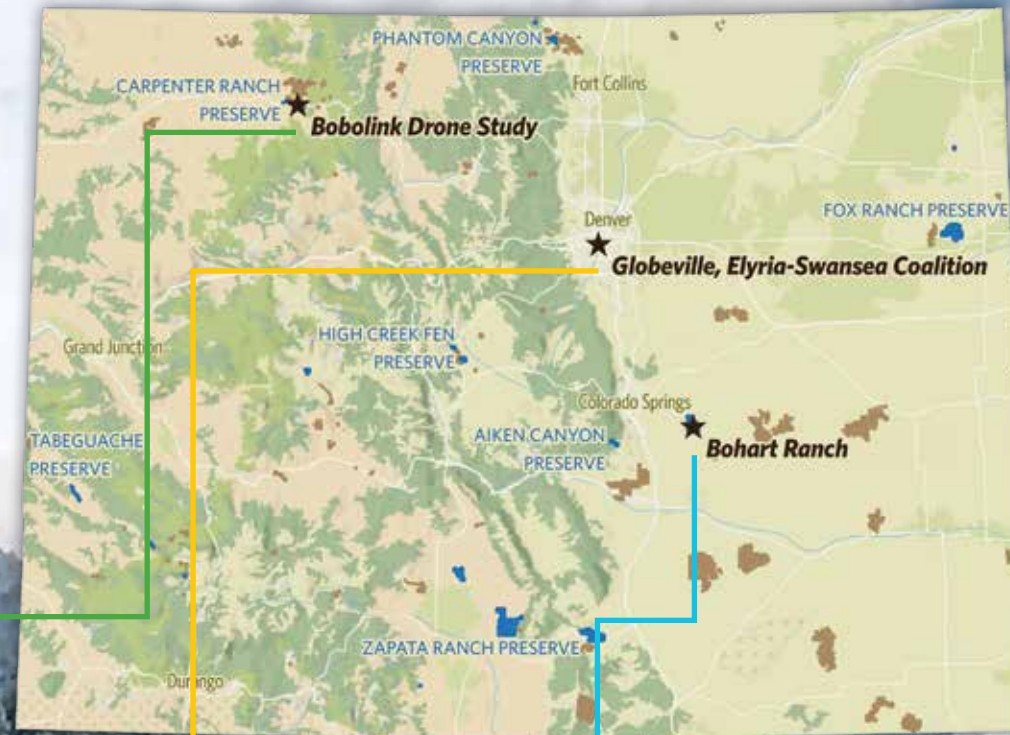 PHANTOM CANYON
PRESERVE
Fort Collins
CARPENTER RANCH
PRESERVE
Bobolink Drone Study
FOX RANCH PRESERVE
Denver
Globeville, Elyria-Swansea Coalition
HIGH CREEK FEN
PRESERVE
Grand Junction
Colorado Springs
TABEGUACHE
PRESERVE
AIKEN CANYON
PRESERVE
Bohart Ranch
ZAPATA RANCH PRESERVE
Durango